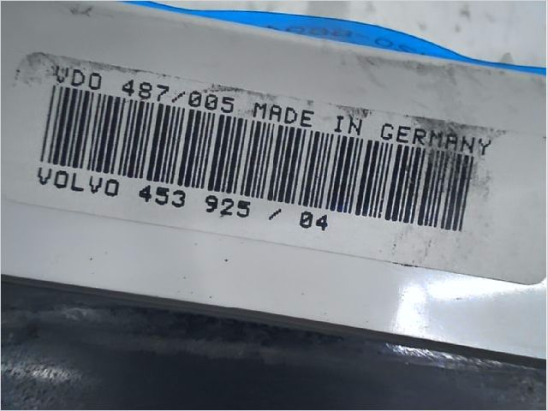 VDO 487/005 MADE IN GERMANY
VOLVO 453 925 / 04